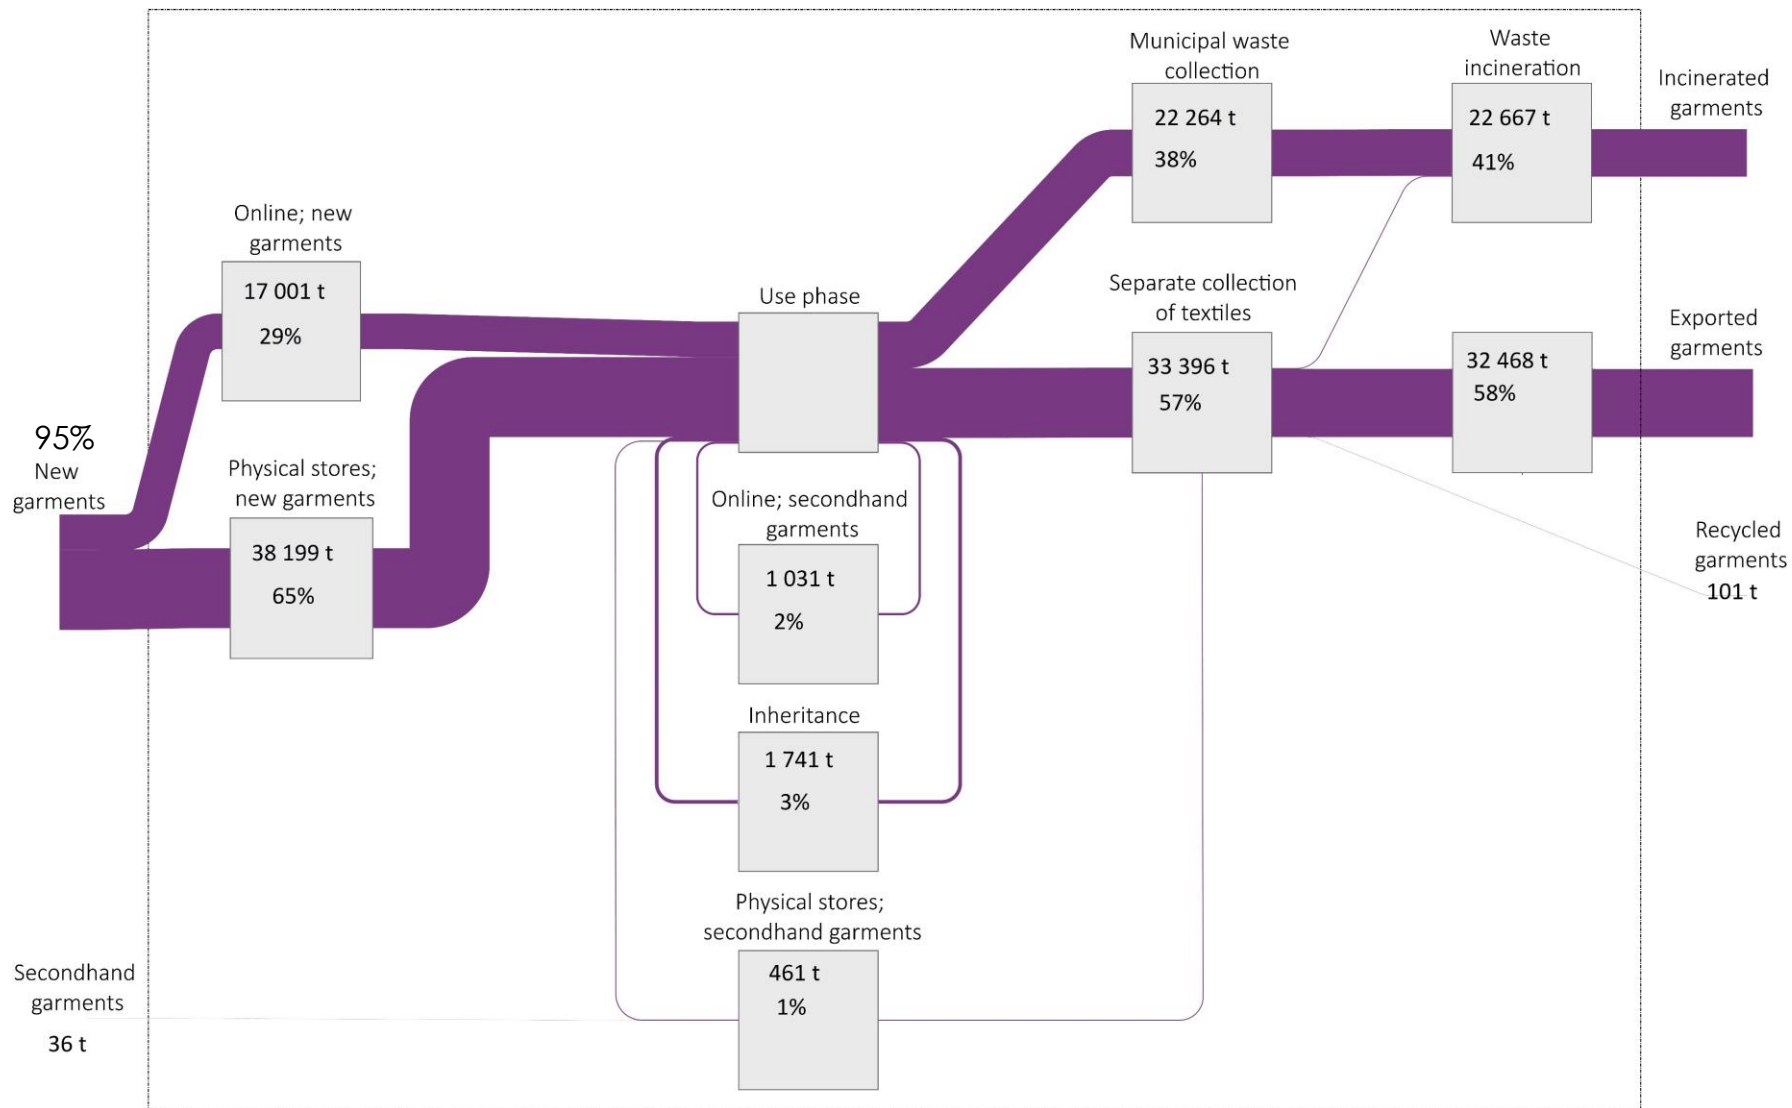 Municipal waste
collection
22 264 t
38%
Waste
incineration
22 667 t
41%
Incinerated
garments
Online; new
garments
17 001 t
29%
Use phase
Separate collection
of textiles
33 396 t
57%
32 468 t
58%
Exported
garments
95%
New
garments
Physical stores;
new garments
38 199 t
65%
Online; secondhand
garments
1 031 t
2%
Recycled
garments
101 t
Inheritance
1 741 t
3%
Physical stores;
secondhand garments
461 t
1%
Secondhand
garments
36 t